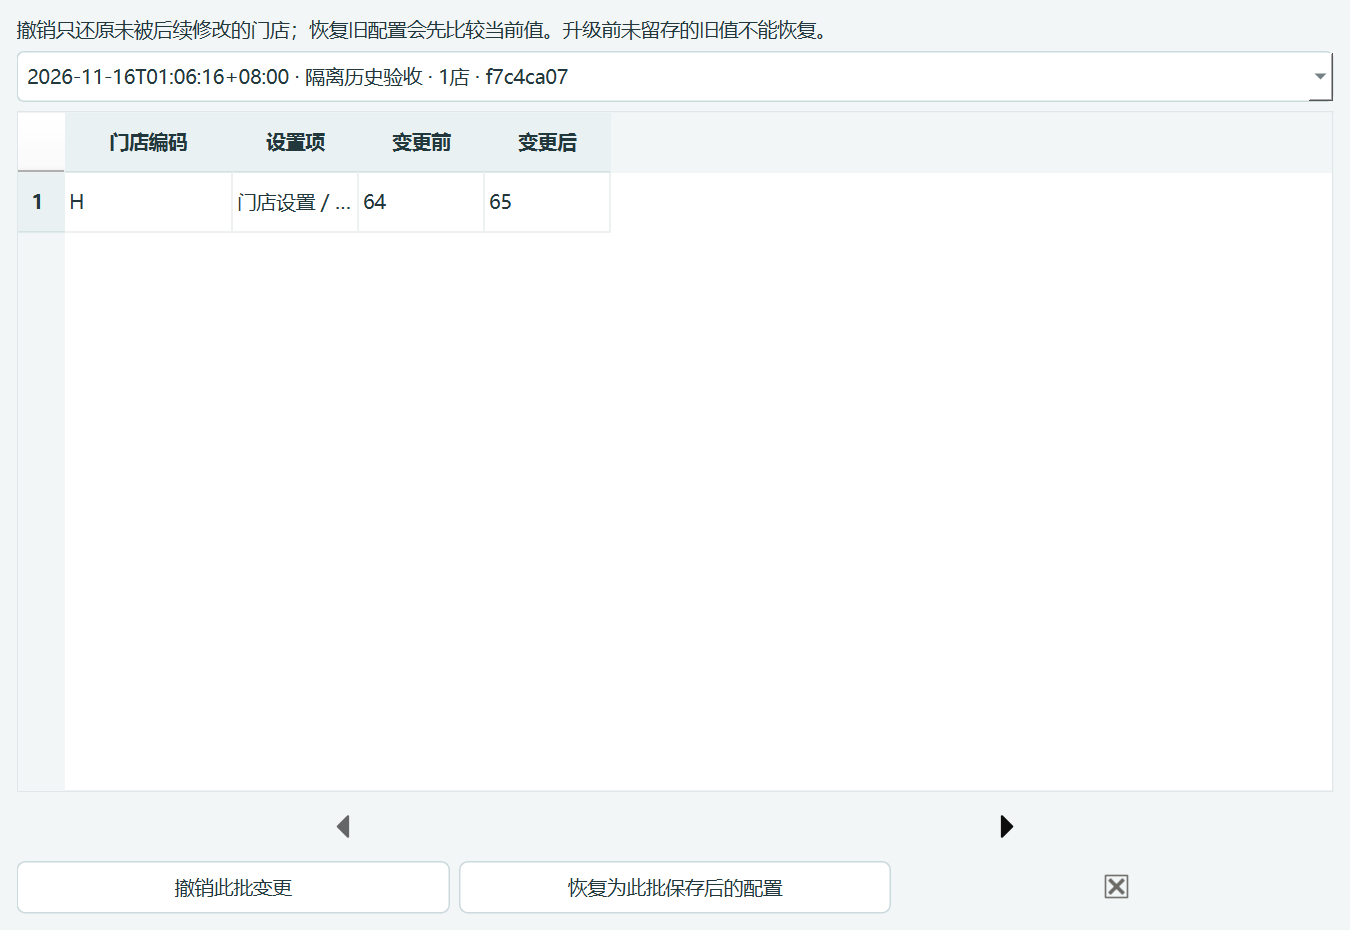 撤销只还原未被后续修改的门店；恢复旧配置会先比较当前值。升级前未留存的旧值不能恢复。
2026-11-16T01:06:16+08:00 · 隔离历史验收 · 1店 · f7c4ca07
门店编码 设置项 变更前 变更后
1 H 门店设置 / ... 64 65
撤销此批变更 恢复为此批保存后的配置